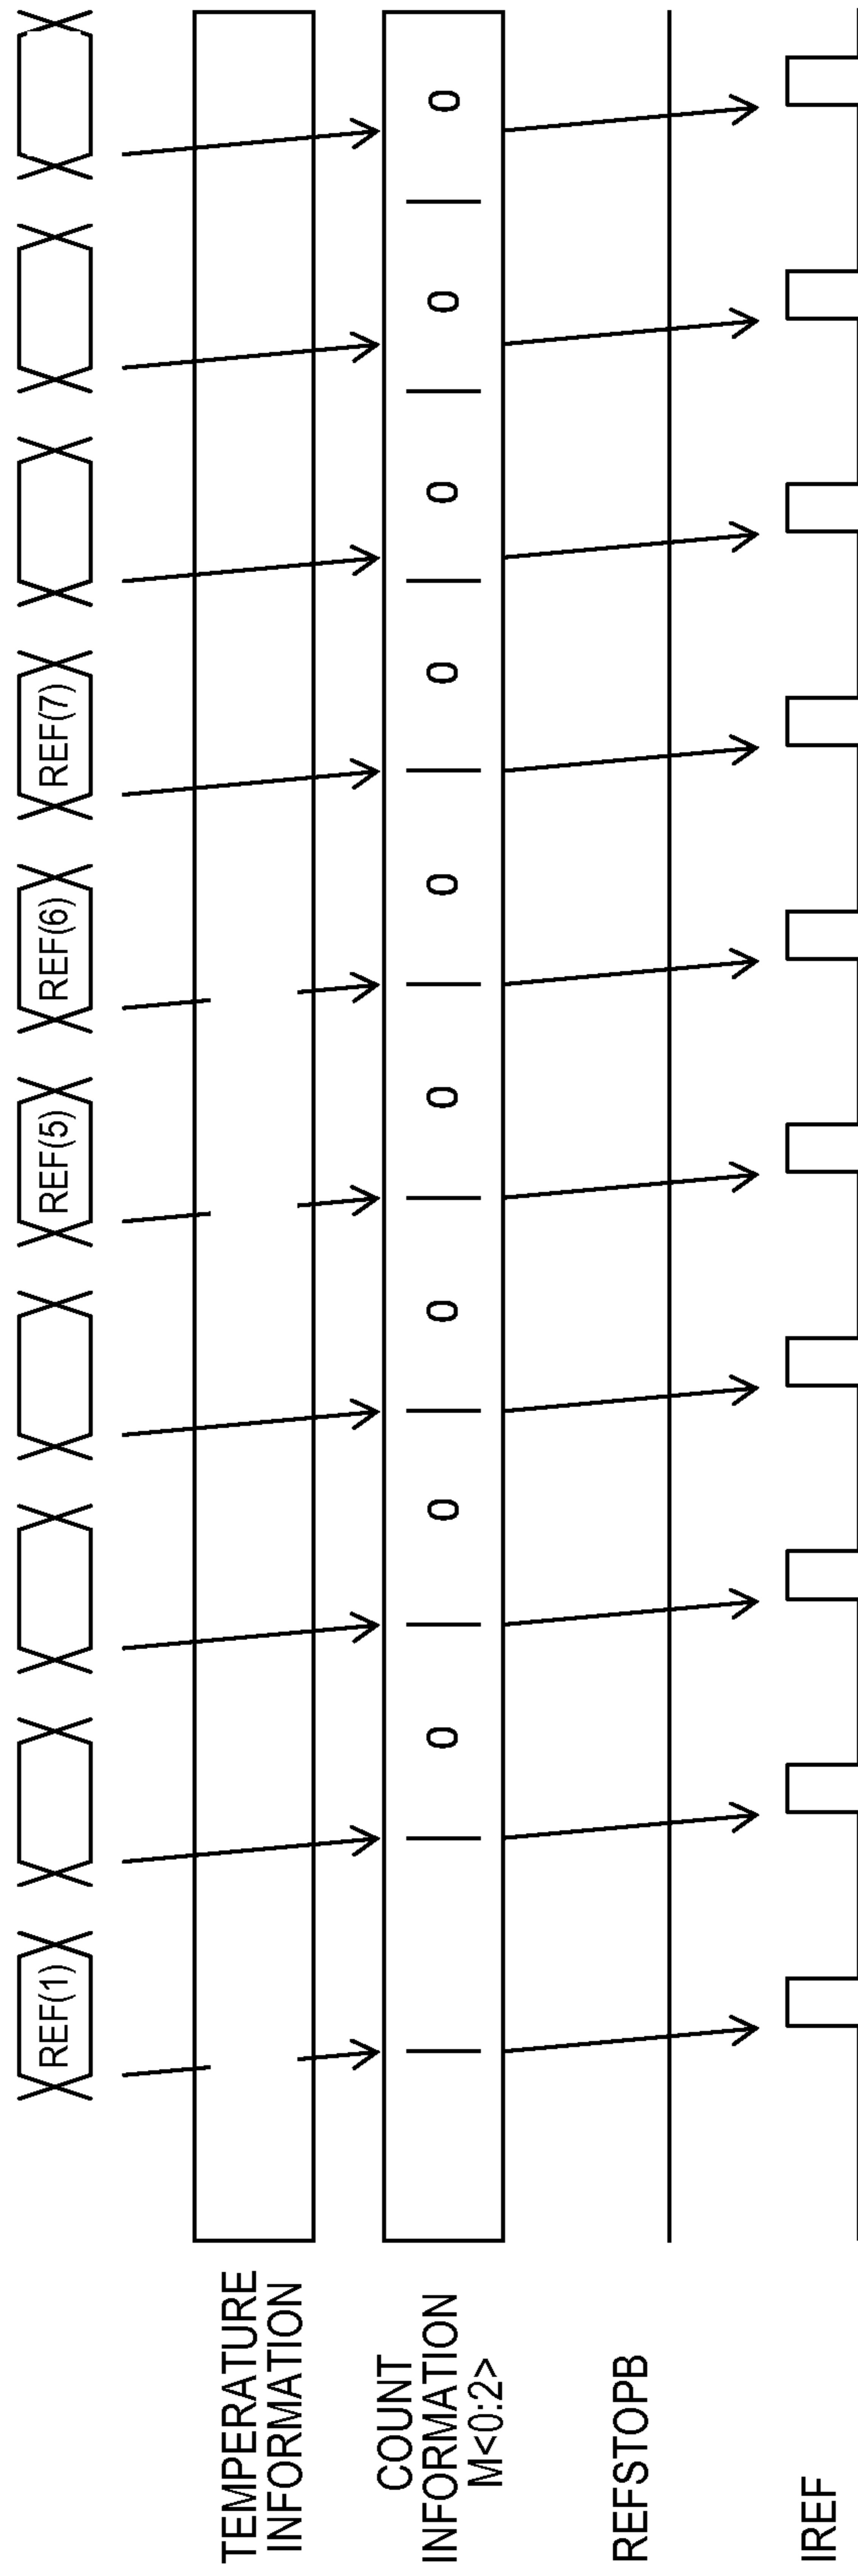 REF(1)
REF(5)
REF(6)
REF(7)
TEMPERATURE
INFORMATION
COUNT
INFORMATION
M<0:2>
0
0
0
0
0
0
0
0
0
REFSTOPB
IREF